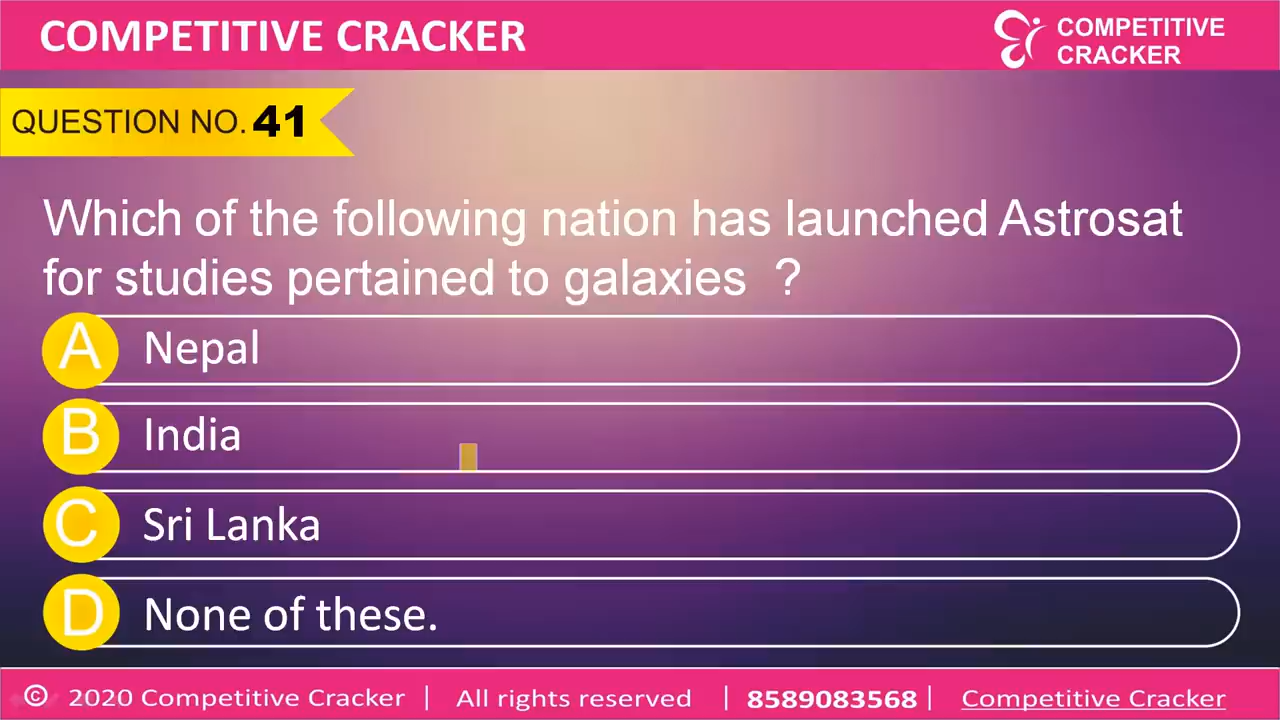 COMPETITIVE CRACKER
COMPETITIVE
CRACKER
QUESTION NO. 41
Which of the following nation has launched Astrosat
for studies pertained to galaxies ?
A Nepal
B India
C Sri Lanka
D None of these.
© 2020 Competitive Cracker | All rights reserved | 8589083568 | Competitive Cracker